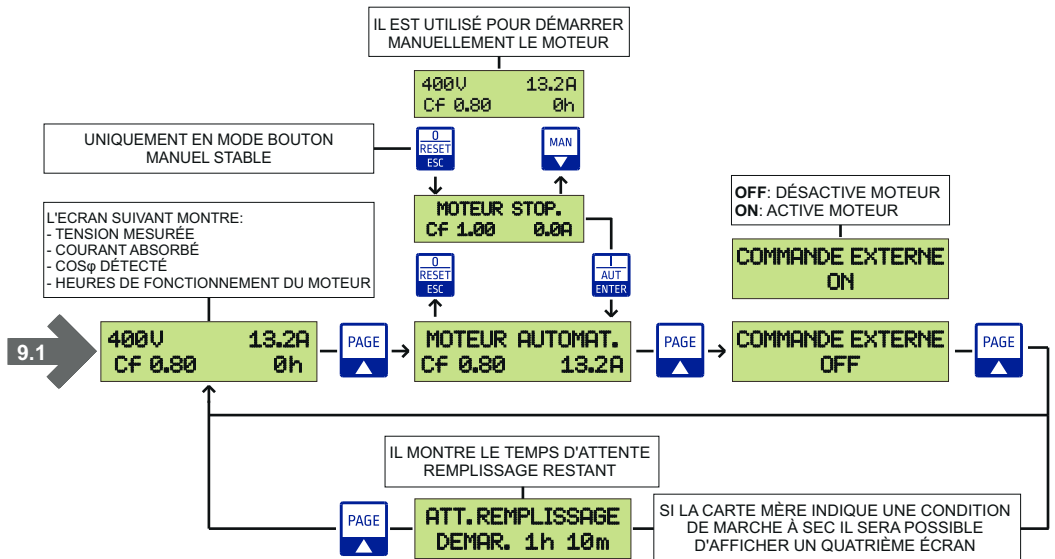 IL EST UTILISÉ POUR DÉMARRER
MANUELLEMENT LE MOTEUR
400V 13.2A
Cf 0.80 0h
UNIQUEMENT EN MODE BOUTON
MANUEL STABLE
0
RESET
ESC
MAN
L'ECRAN SUIVANT MONTRE:
- TENSION MESURÉE
- COURANT ABSORBÉ
- COSφ DÉTECTÉ
- HEURES DE FONCTIONNEMENT DU MOTEUR
MOTEUR STOP.
Cf 1.00 0.0A
OFF: DÉSACTIVE MOTEUR
ON: ACTIVE MOTEUR
0
RESET
ESC
I
AUT
ENTER
COMMANDE EXTERNE
ON
9.1
400V 13.2A
Cf 0.80 0h
PAGE
MOTEUR AUTOMAT.
Cf 0.80 13.2A
PAGE
COMMANDE EXTERNE
OFF
PAGE
IL MONTRE LE TEMPS D'ATTENTE
REMPLISSAGE RESTANT
PAGE
ATT.REMPLISSAGE
DEMAR. 1h 10m
SI LA CARTE MÈRE INDIQUE UNE CONDITION
DE MARCHE À SEC IL SERA POSSIBLE
D'AFFICHER UN QUATRIÈME ÉCRAN